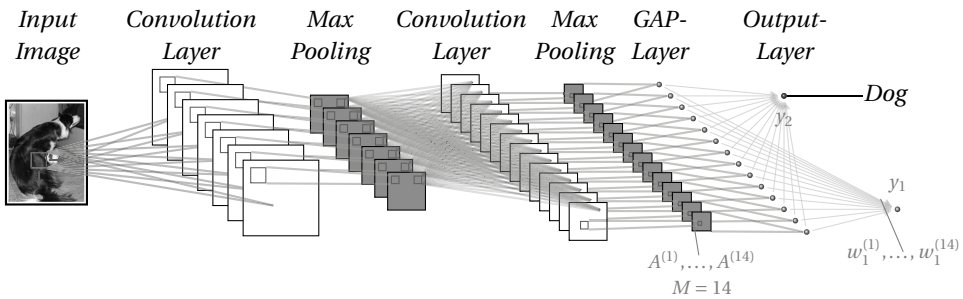 Input Image
Convolution Layer
Max Pooling
Convolution Layer
Max Pooling
GAP-Layer
Output-Layer
Dog
y₂
y₁
w₁⁽¹⁾,…, w₁⁽¹⁴⁾
A⁽¹⁾,…, A⁽¹⁴⁾
M = 14